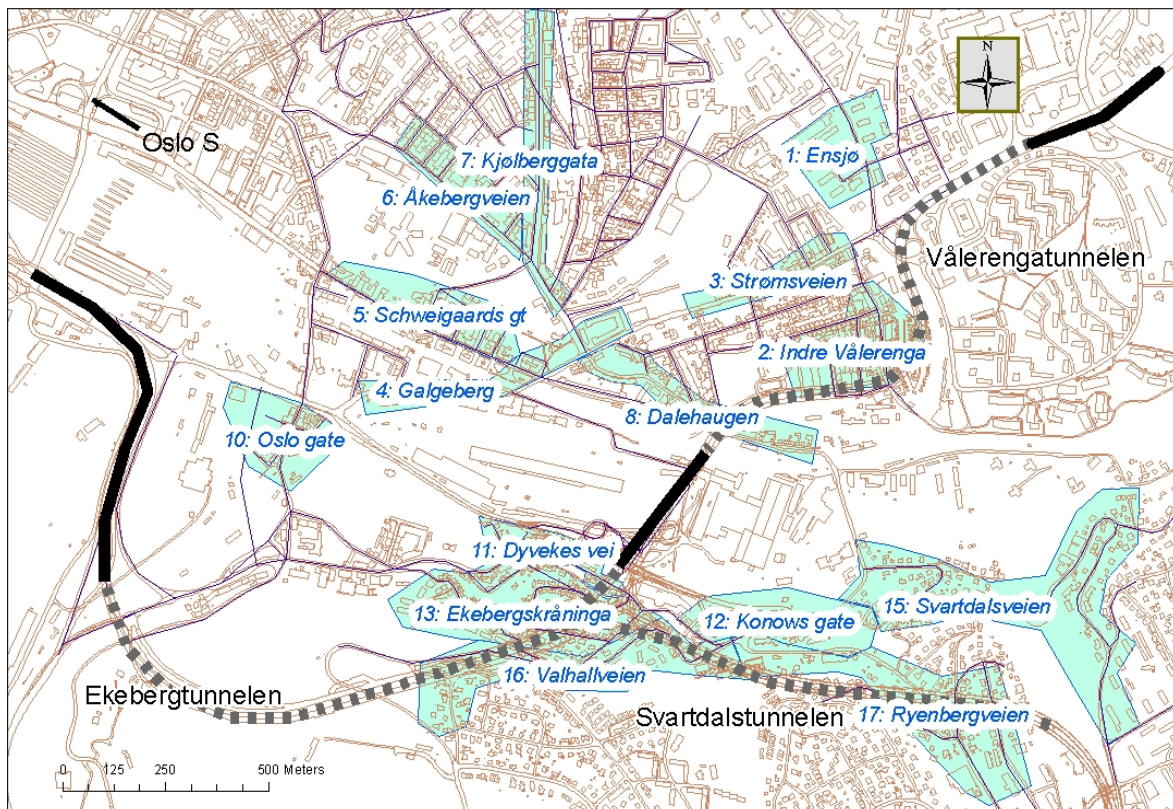 N
Oslo S
7: Kjølberggata
1: Ensjø
6: Åkebergveien
Vålerengatunnelen
3: Strømsveien
5: Schweigaards gt
2: Indre Vålerenga
4: Galgeberg
8: Dalehaugen
10: Oslo gate
11: Dyvekes vei
13: Ekebergskråninga
12: Konows gate
15: Svartdalsveien
16: Valhallveien
Ekebergtunnelen
Svartdalstunnelen
17: Ryenbergveien
0 125 250 500 Meters